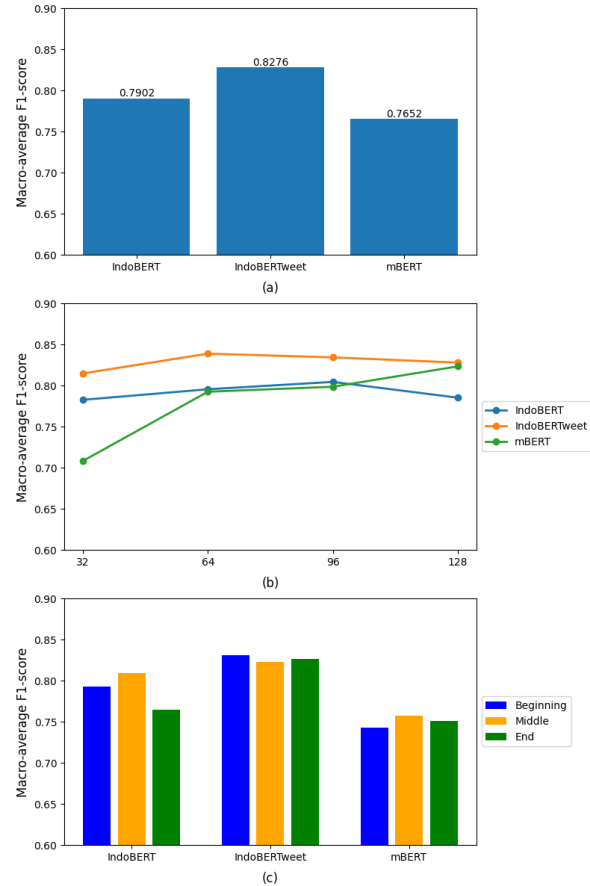 Macro-average F1-score
0.90
0.85
0.80
0.75
0.70
0.65
0.60
0.7902
0.8276
0.7652
IndoBERT
IndoBERTweet
mBERT
(a)
Macro-average F1-score
0.90
0.85
0.80
0.75
0.70
0.65
0.60
32
64
96
128
IndoBERT
IndoBERTweet
mBERT
(b)
Macro-average F1-score
0.90
0.85
0.80
0.75
0.70
0.65
0.60
IndoBERT
IndoBERTweet
mBERT
Beginning
Middle
End
(c)